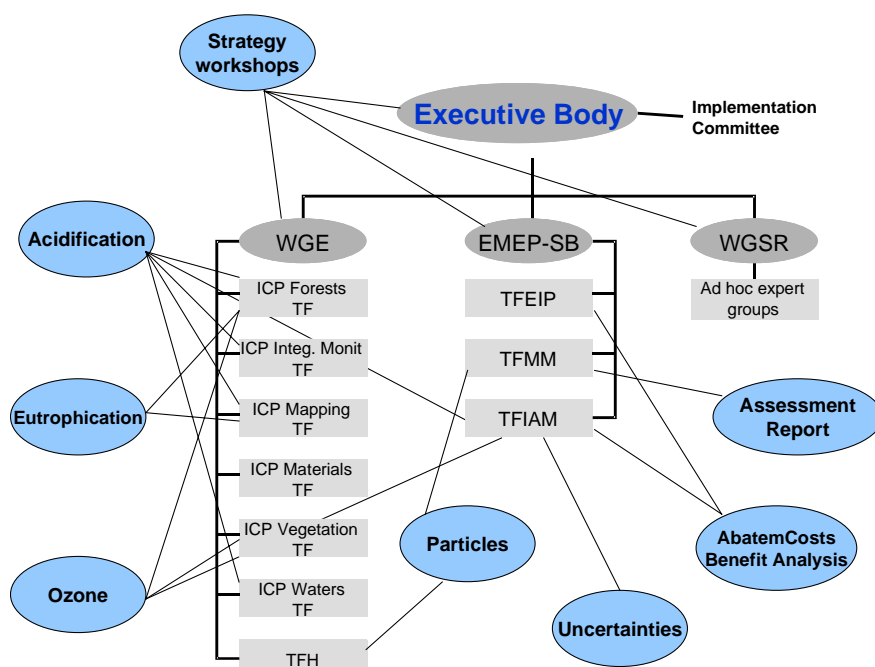 Strategy
workshops
Executive Body
Implementation
Committee
Acidification
WGE
EMEP-SB
WGSR
ICP Forests
TF
TFEIP
Ad hoc expert
groups
ICP Integ. Monit
TF
TFMM
Eutrophication
ICP Mapping
TF
TFIAM
Assessment
Report
ICP Materials
TF
ICP Vegetation
TF
Particles
AbatemCosts
Benefit Analysis
Ozone
ICP Waters
TF
Uncertainties
TFH